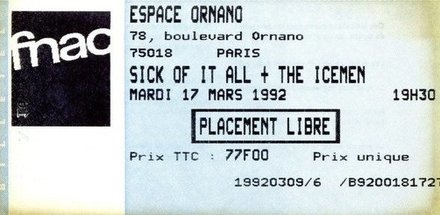 fnac
ESPACE ORNANO
78, boulevard Ornano
75018 PARIS
SICK OF IT ALL + THE ICEMEN
MARDI 17 MARS 1992 19H30
PLACEMENT LIBRE
Prix TTC : 77F00 Prix unique
19920309/6 /B9200181727